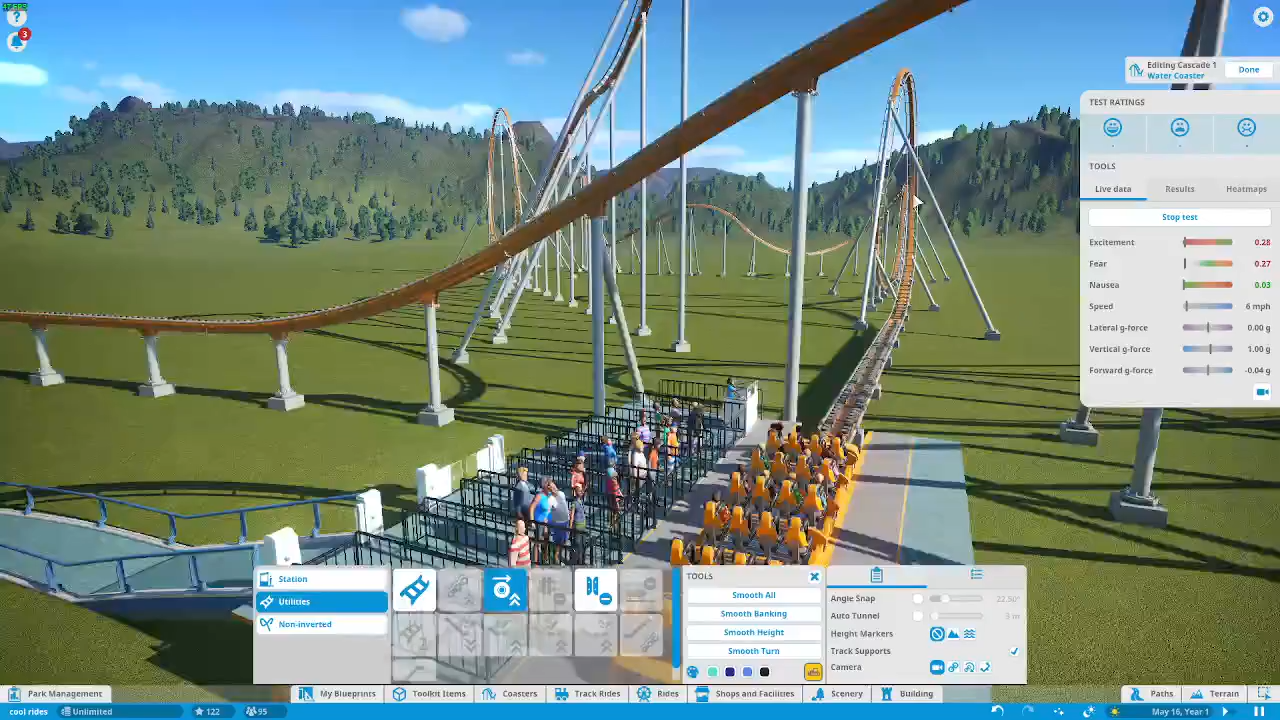 ?
3
Editing Cascade 1
Water Coaster
Done
TEST RATINGS
- - -
TOOLS
Live data Results Heatmaps
Stop test
Excitement 0.28
Fear 0.27
Nausea 0.03
Speed 6 mph
Lateral g-force 0.00 g
Vertical g-force 1.00 g
Forward g-force -0.04 g
Station
Utilities
Non-inverted
TOOLS
Smooth All
Smooth Banking
Smooth Height
Smooth Turn
Angle Snap 22.50°
Auto Tunnel 3 m
Height Markers
Track Supports
Camera
Park Management My Blueprints Toolkit Items Coasters Track Rides Rides Shops and Facilities Scenery Building Paths Terrain
cool rides Unlimited 122 95 May 16, Year 1